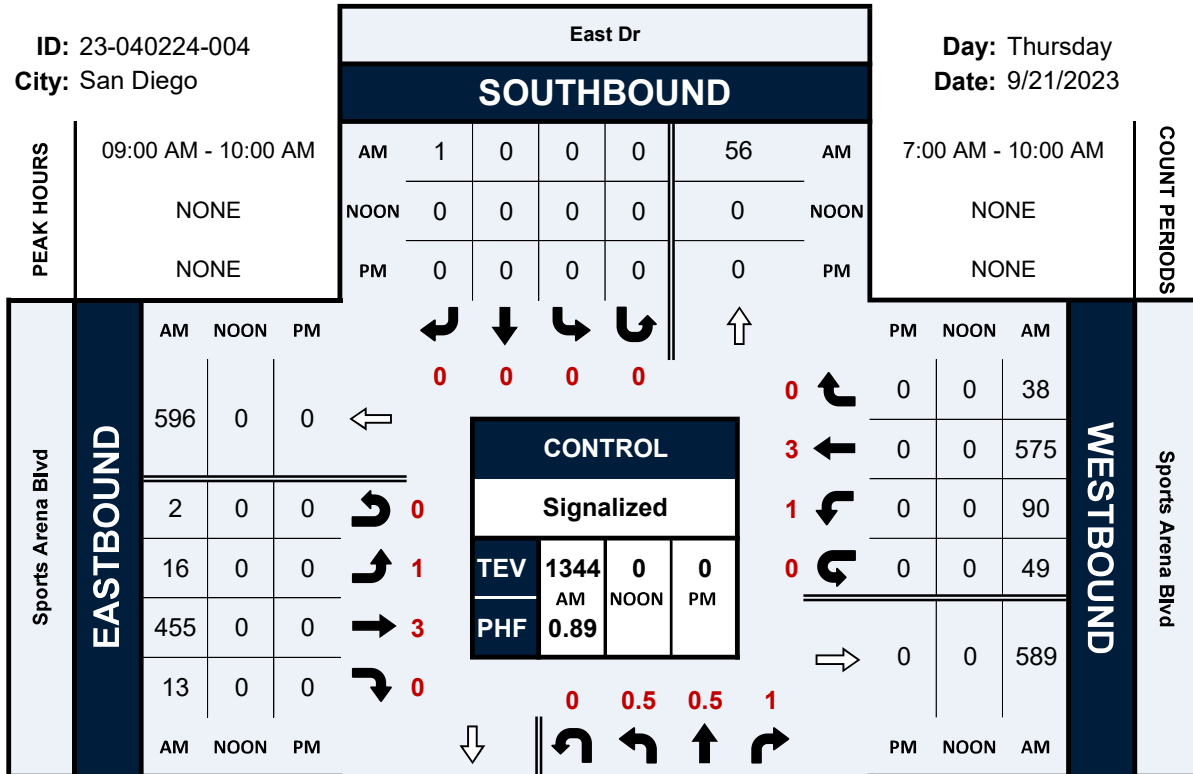 ID: 23-040224-004
City: San Diego
East Dr
SOUTHBOUND
Day: Thursday
Date: 9/21/2023
PEAK HOURS
09:00 AM - 10:00 AM
NONE
NONE
AM 1 0 0 0 56 AM
NOON 0 0 0 0 0 NOON
PM 0 0 0 0 0 PM
7:00 AM - 10:00 AM
NONE
NONE
COUNT PERIODS
0 0 0 0
Sports Arena Blvd
EASTBOUND
AM NOON PM
596 0 0
2 0 0 0
16 0 0 1
455 0 0 3
13 0 0 0
AM NOON PM
CONTROL
Signalized
TEV 1344 0 0
AM NOON PM
PHF 0.89
PM NOON AM
0 0 0 38
3 0 0 575
1 0 0 90
0 0 0 49
0 0 589
PM NOON AM
WESTBOUND
Sports Arena Blvd
0 0.5 0.5 1